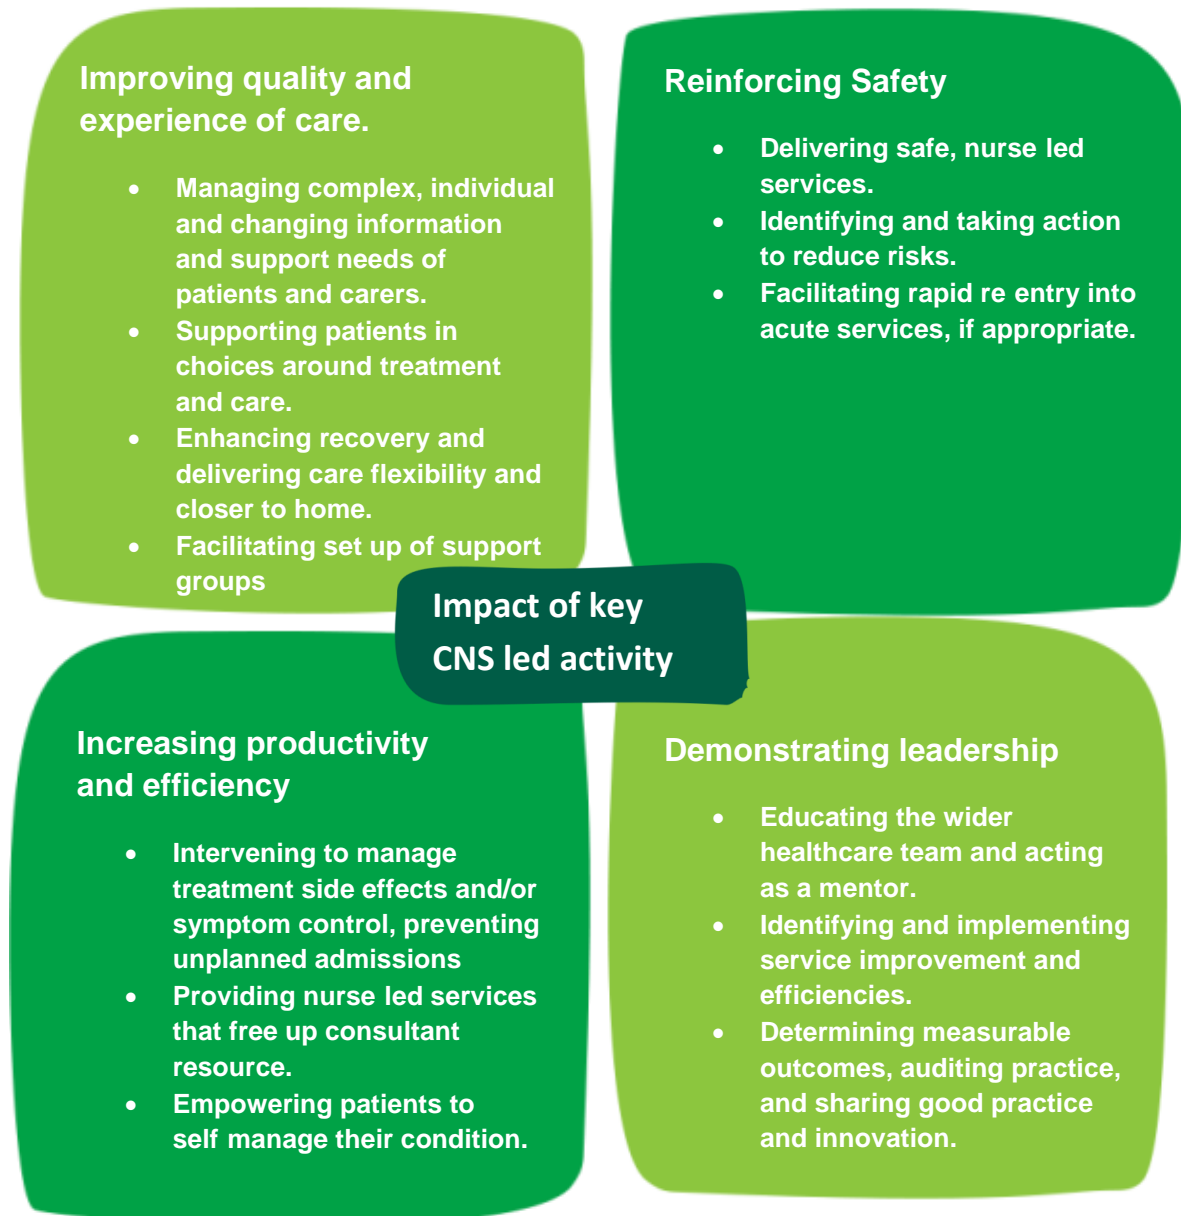 Improving quality and
experience of care.
• Managing complex, individual
and changing information
and support needs of
patients and carers.
• Supporting patients in
choices around treatment
and care.
• Enhancing recovery and
delivering care flexibility and
closer to home.
• Facilitating set up of support
groups
Reinforcing Safety
• Delivering safe, nurse led
services.
• Identifying and taking action
to reduce risks.
• Facilitating rapid re entry into
acute services, if appropriate.
Impact of key
CNS led activity
Increasing productivity
and efficiency
• Intervening to manage
treatment side effects and/or
symptom control, preventing
unplanned admissions
• Providing nurse led services
that free up consultant
resource.
• Empowering patients to
self manage their condition.
Demonstrating leadership
• Educating the wider
healthcare team and acting
as a mentor.
• Identifying and implementing
service improvement and
efficiencies.
• Determining measurable
outcomes, auditing practice,
and sharing good practice
and innovation.